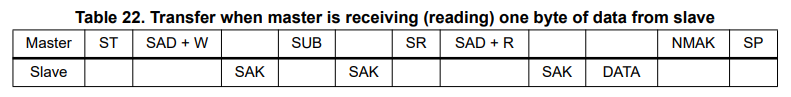 Table 22. Transfer when master is receiving (reading) one byte of data from slave
Master ST SAD + W SUB SR SAD + R NMAK SP
Slave SAK SAK SAK DATA